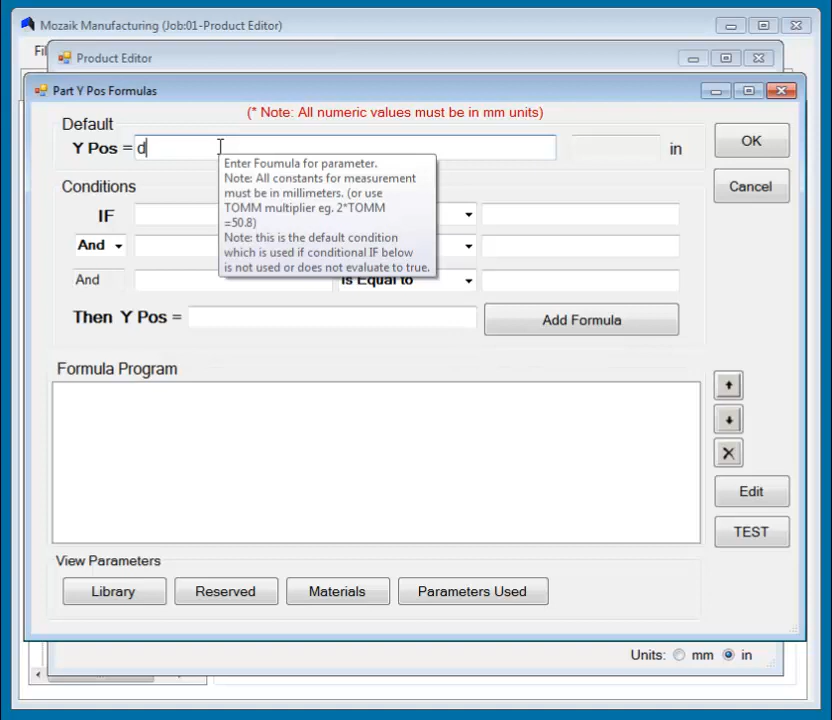 Mozaik Manufacturing (Job:01-Product Editor)
Product Editor
Part Y Pos Formulas
(* Note: All numeric values must be in mm units)
Default
Y Pos = d
in
OK
Enter Foumula for parameter.
Note: All constants for measurement
must be in millimeters. (or use
TOMM multiplier eg. 2*TOMM
=50.8)
Note: this is the default condition
which is used if conditional IF below
is not used or does not evaluate to true.
Conditions
Cancel
IF
And
And
Is Equal to
Then Y Pos =
Add Formula
Formula Program
Edit
TEST
View Parameters
Library
Reserved
Materials
Parameters Used
Units:
mm
in